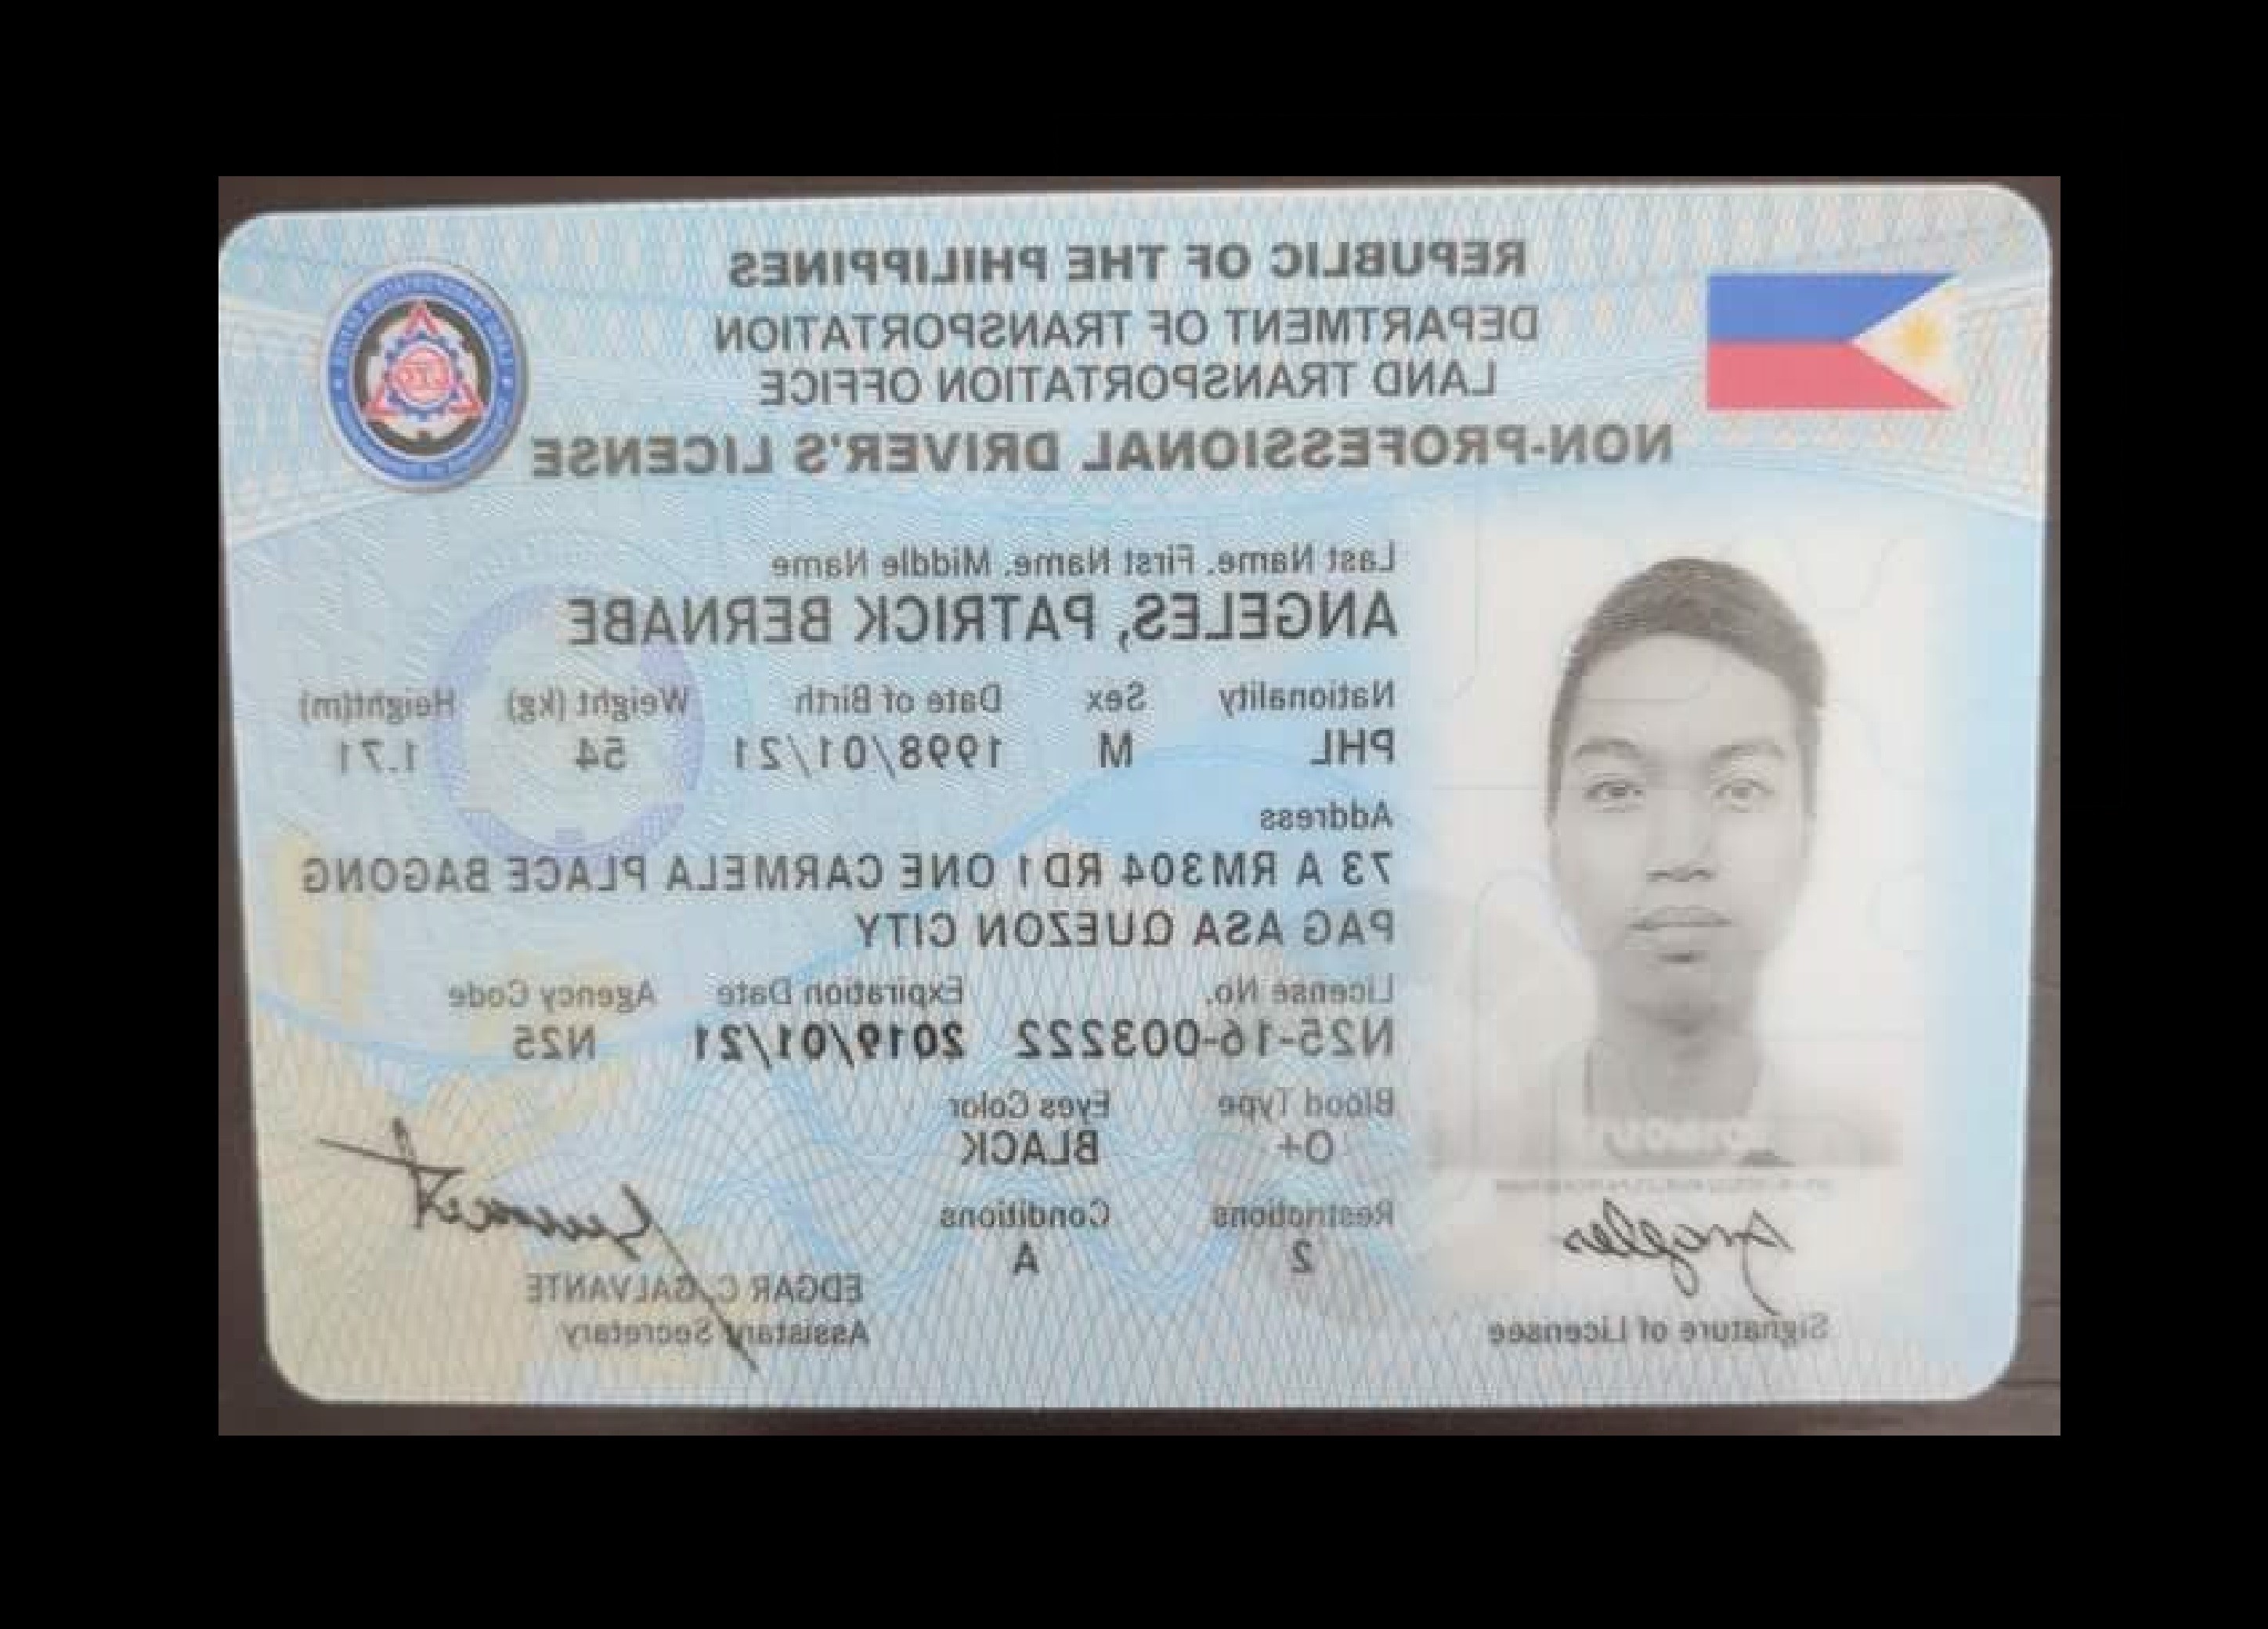 REPUBLIC OF THE PHILIPPINES
DEPARTMENT OF TRANSPORTATION
LAND TRANSPORTATION OFFICE
NON-PROFESSIONAL DRIVER'S LICENSE
LTO
Last Name, First Name, Middle Name
ANGELES, PATRICK BERNABE
Nationality Sex Date of Birth Weight (kg) Height(m)
PHL M 1998/01/21 54 1.71
Address
73 A RM304 RD1 ONE CARMELA PLACE BAGONG
PAG ASA QUEZON CITY
License No. Expiration Date Agency Code
N25-16-003222 2019/01/21 N25
Blood Type Eyes Color
O+ BLACK
Restrictions Conditions
2 A
EDGAR C. GALVANTE
Assistant Secretary
Signature of Licensee